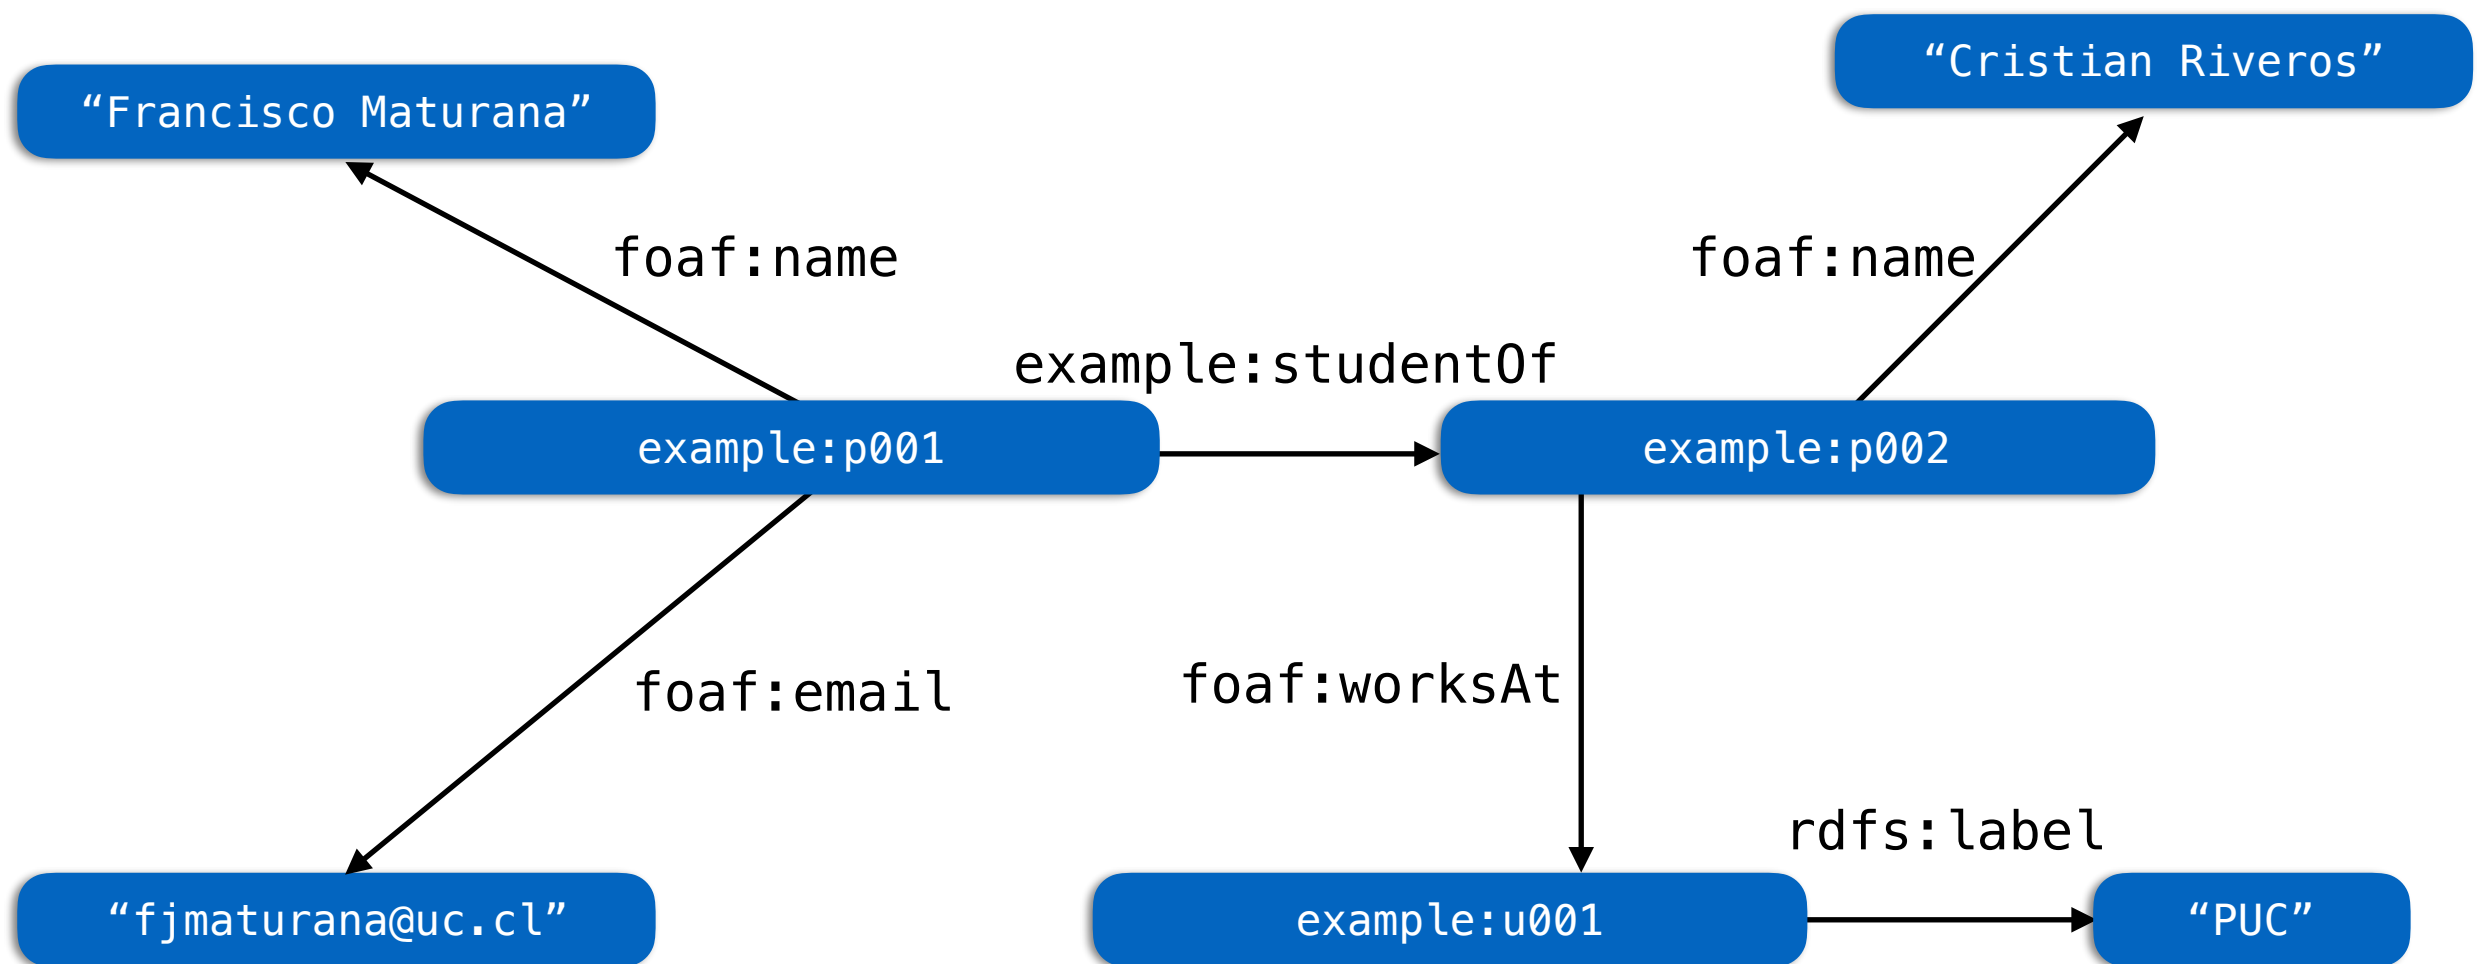 “Cristian Riveros”
“Francisco Maturana”
foaf:name
foaf:name
example:studentOf
example:p001
example:p002
foaf:email
foaf:worksAt
rdfs:label
“fjmaturana@uc.cl”
example:u001
“PUC”